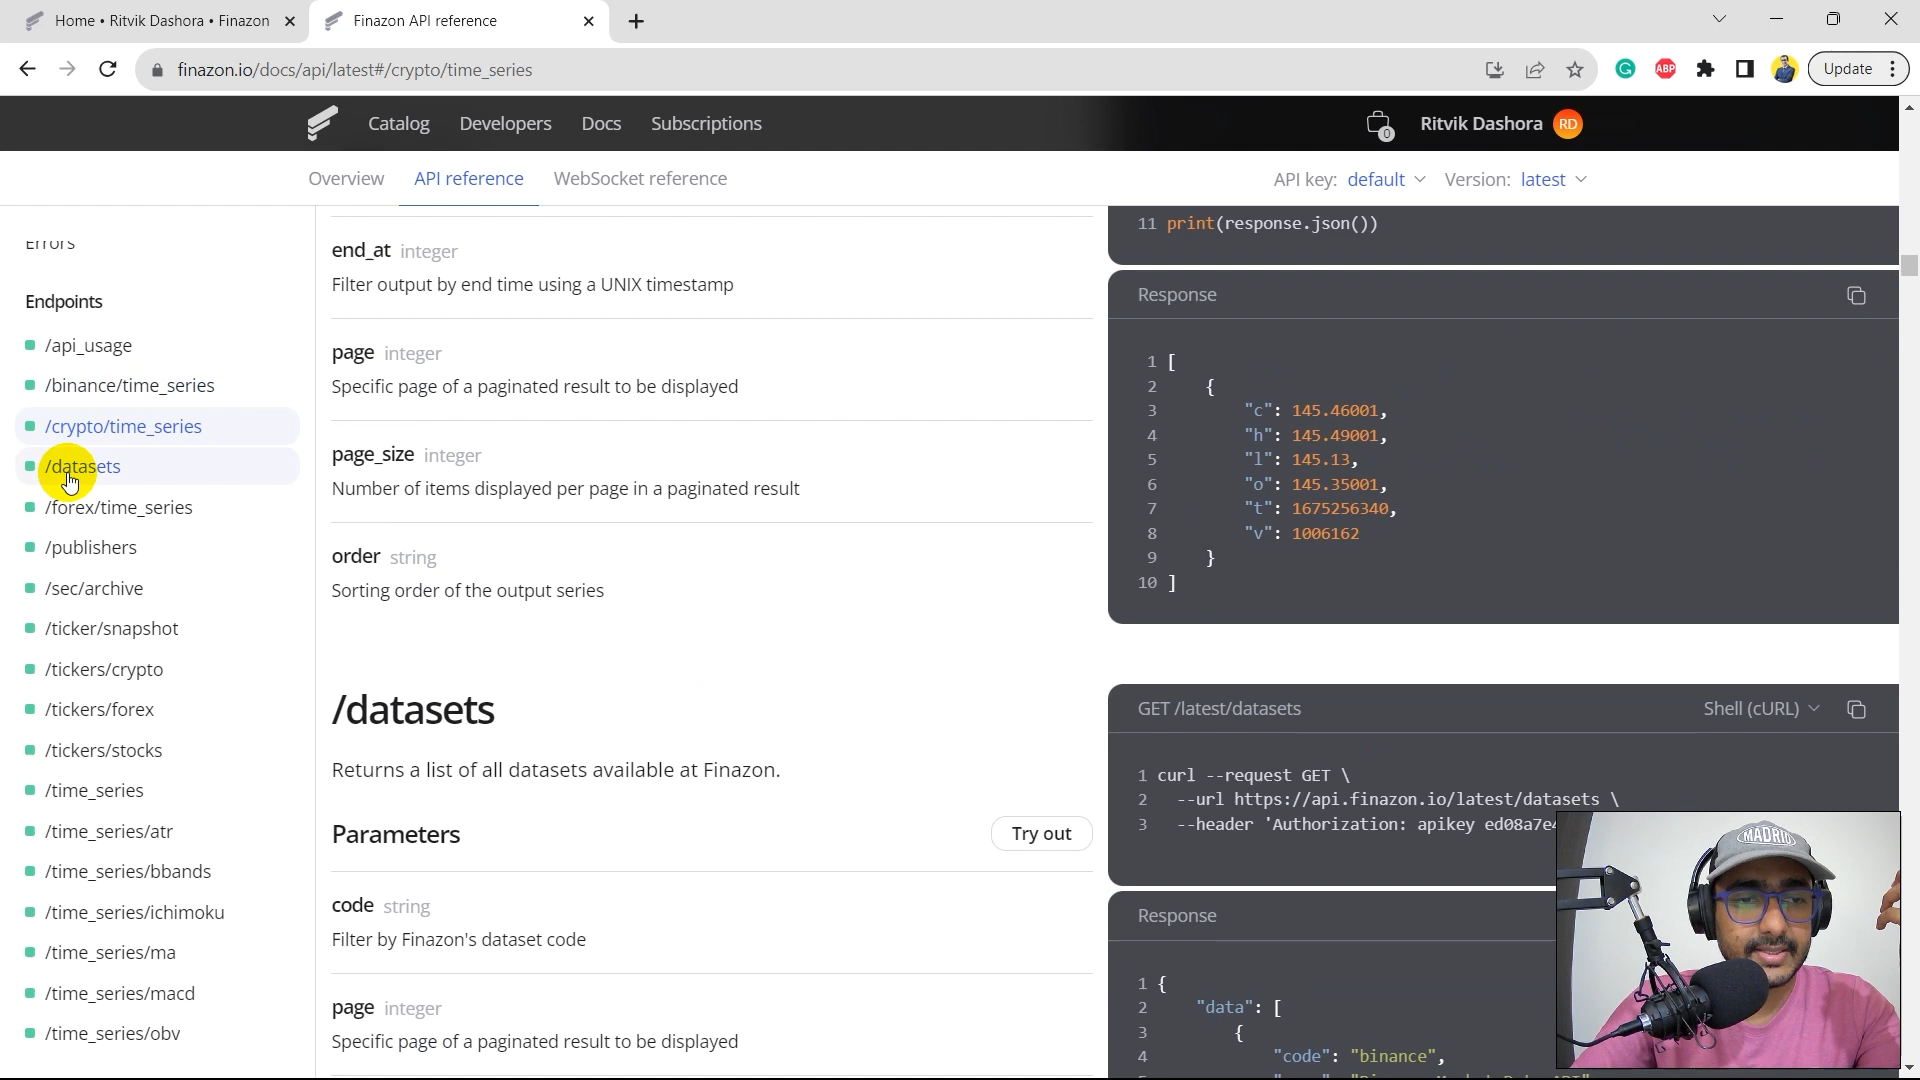 Home • Ritvik Dashora • Finazon
Finazon API reference
finazon.io/docs/api/latest#/crypto/time_series
ABP
Update
Catalog
Developers
Docs
Subscriptions
0
Ritvik Dashora
RD
Overview
API reference
WebSocket reference
API key: default
Version: latest
Errors
Endpoints
/api_usage
/binance/time_series
/crypto/time_series
/datasets
/forex/time_series
/publishers
/sec/archive
/ticker/snapshot
/tickers/crypto
/tickers/forex
/tickers/stocks
/time_series
/time_series/atr
/time_series/bbands
/time_series/ichimoku
/time_series/ma
/time_series/macd
/time_series/obv
end_at integer
Filter output by end time using a UNIX timestamp
page integer
Specific page of a paginated result to be displayed
page_size integer
Number of items displayed per page in a paginated result
order string
Sorting order of the output series
/datasets
Returns a list of all datasets available at Finazon.
Parameters
Try out
code string
Filter by Finazon's dataset code
page integer
Specific page of a paginated result to be displayed
11 print(response.json())
Response
1 [
2 {
3 "c": 145.46001,
4 "h": 145.49001,
5 "l": 145.13,
6 "o": 145.35001,
7 "t": 1675256340,
8 "v": 1006162
9 }
10 ]
GET /latest/datasets
Shell (cURL)
1 curl --request GET \
2 --url https://api.finazon.io/latest/datasets \
3 --header 'Authorization: apikey ed08a7e4
Response
1 {
2 "data": [
3 {
4 "code": "binance",
MADRID